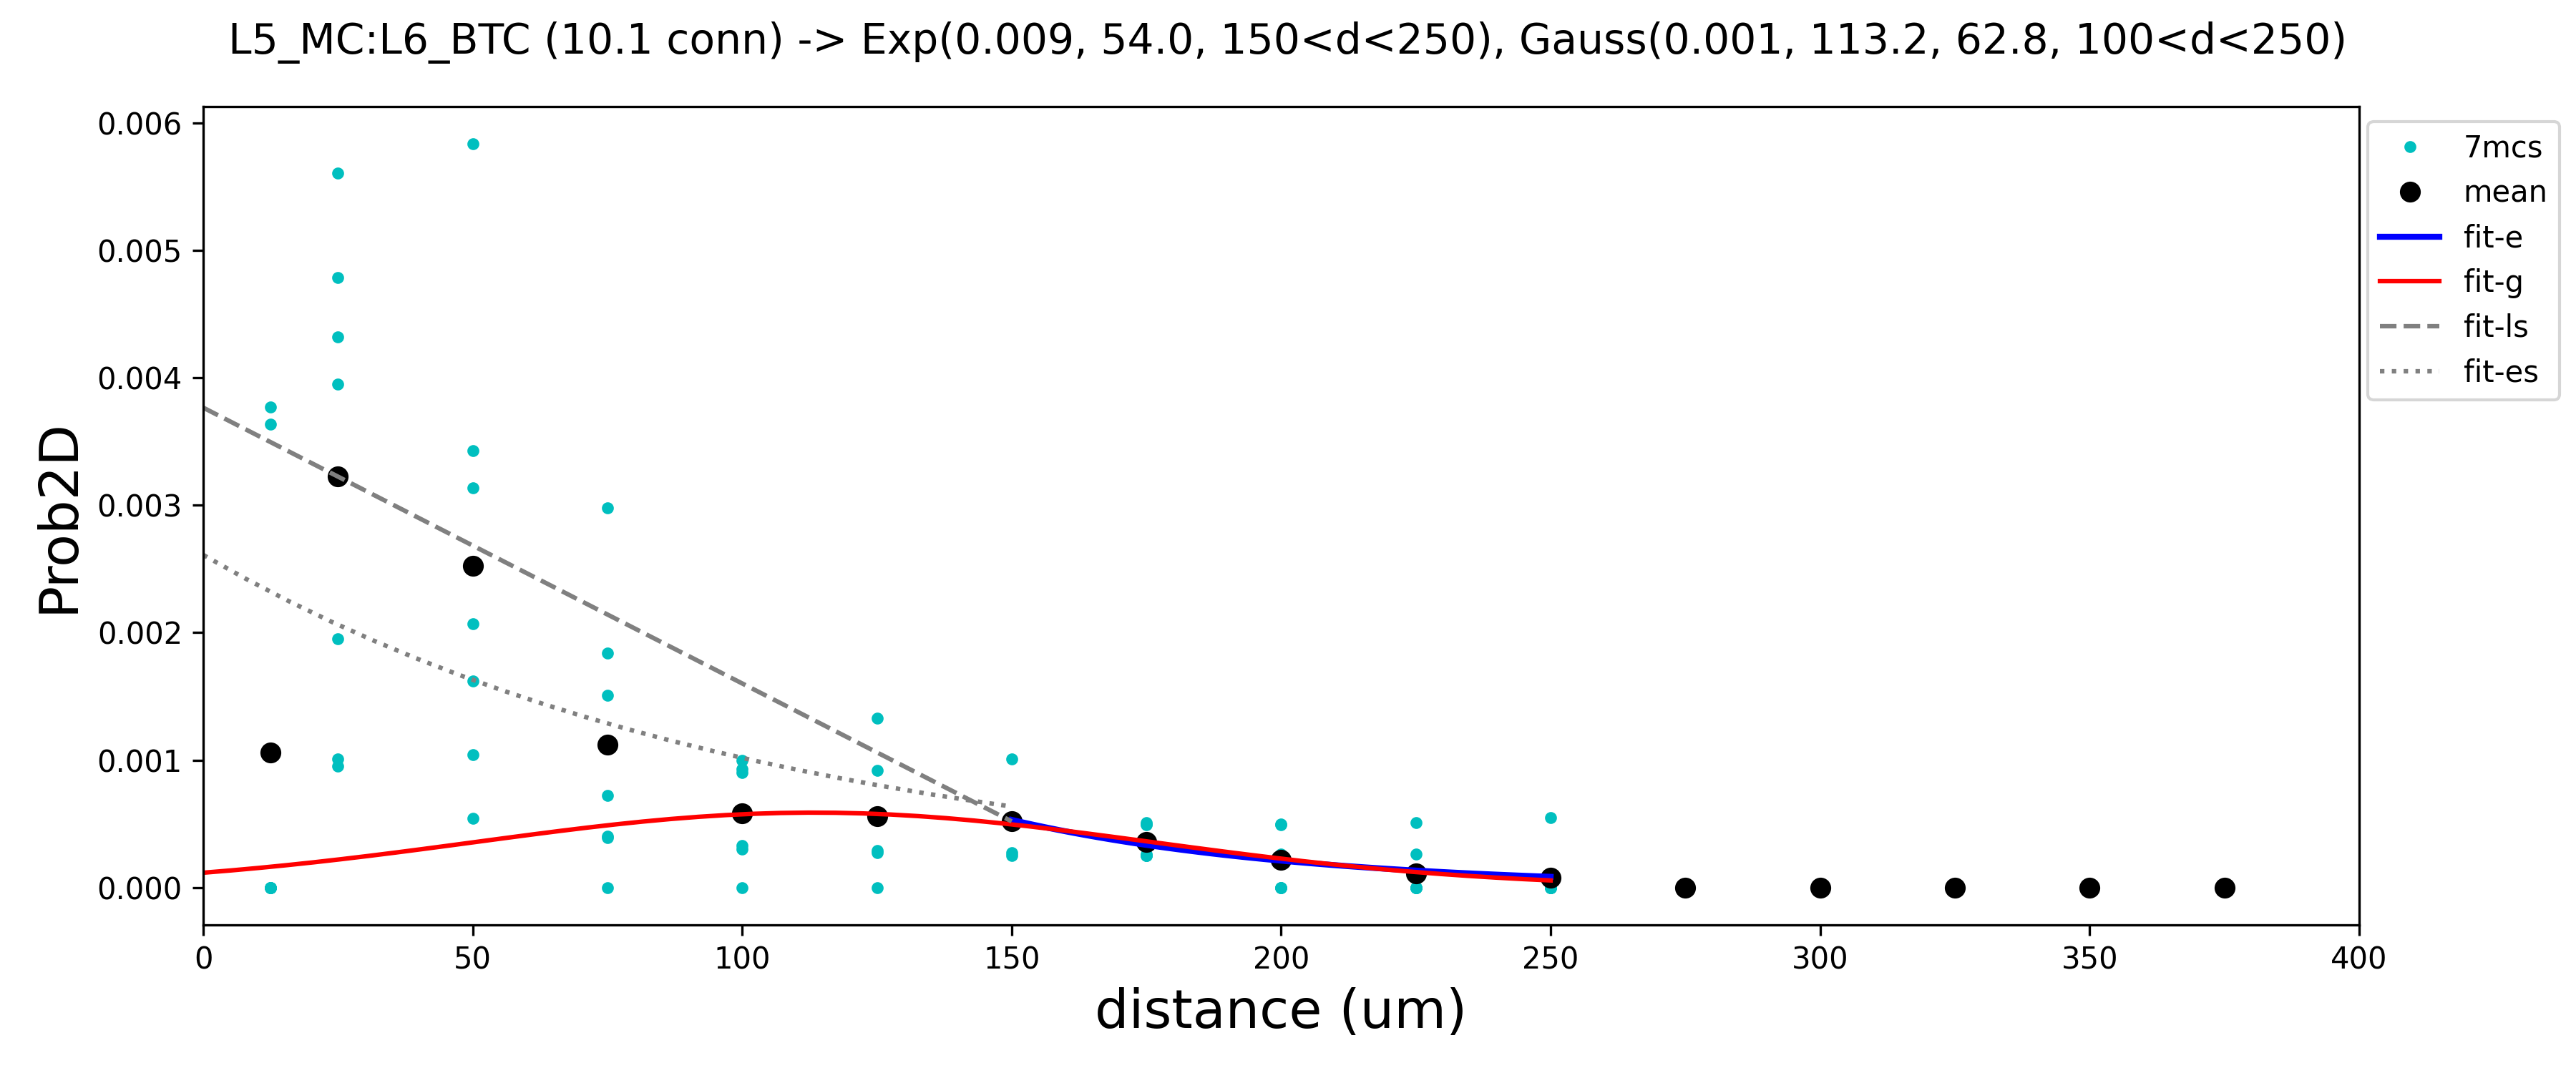 L5_MC:L6_BTC (10.1 conn) -> Exp(0.009, 54.0, 150<d<250), Gauss(0.001, 113.2, 62.8, 100<d<250)
0.006
0.005
0.004
0.003
0.002
0.001
0.000
Prob2D
0 50 100 150 200 250 300 350 400
distance (um)
7mcs
mean
fit-e
fit-g
fit-ls
fit-es